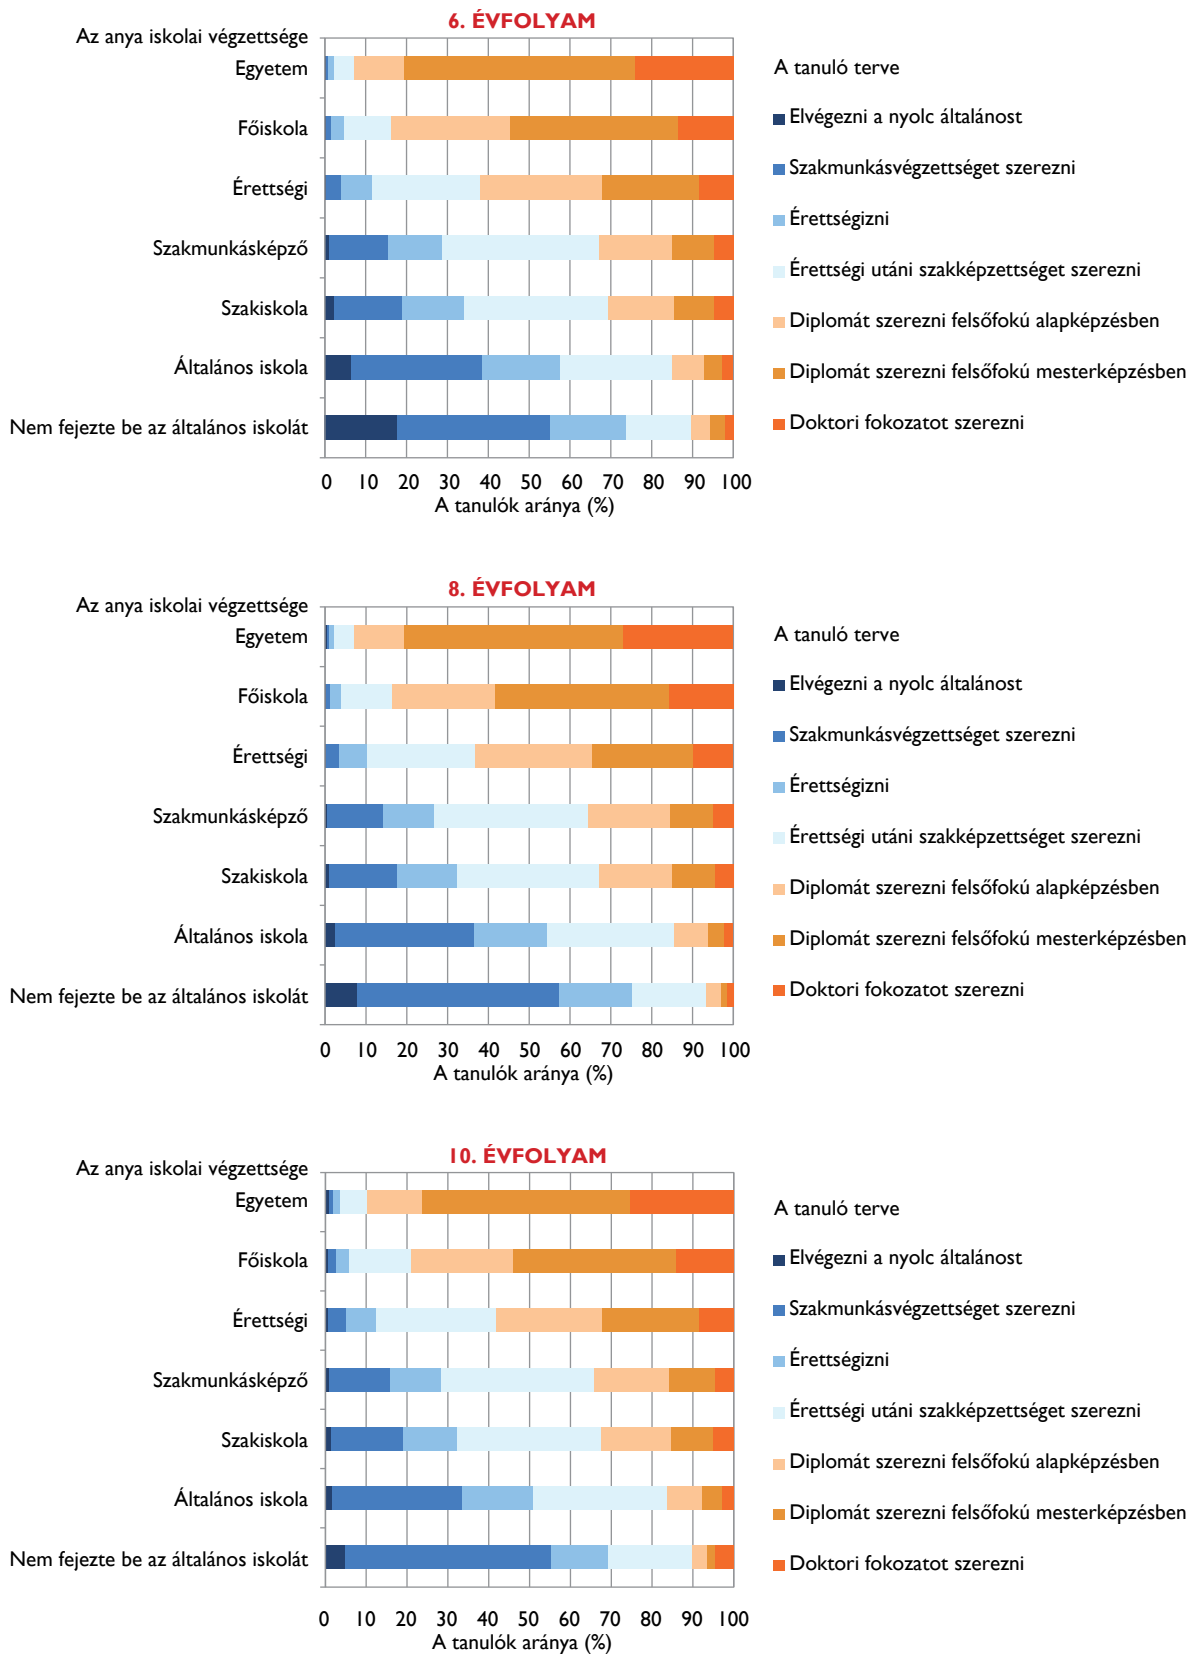 6. ÉVFOLYAM
Az anya iskolai végzettsége
Egyetem
Főiskola
Érettségi
Szakmunkásképző
Szakiskola
Általános iskola
Nem fejezte be az általános iskolát
0 10 20 30 40 50 60 70 80 90 100
A tanulók aránya (%)
A tanuló terve
Elvégezni a nyolc általánost
Szakmunkásvégzettséget szerezni
Érettségizni
Érettségi utáni szakképzettséget szerezni
Diplomát szerezni felsőfokú alapképzésben
Diplomát szerezni felsőfokú mesterképzésben
Doktori fokozatot szerezni
8. ÉVFOLYAM
Az anya iskolai végzettsége
Egyetem
Főiskola
Érettségi
Szakmunkásképző
Szakiskola
Általános iskola
Nem fejezte be az általános iskolát
0 10 20 30 40 50 60 70 80 90 100
A tanulók aránya (%)
A tanuló terve
Elvégezni a nyolc általánost
Szakmunkásvégzettséget szerezni
Érettségizni
Érettségi utáni szakképzettséget szerezni
Diplomát szerezni felsőfokú alapképzésben
Diplomát szerezni felsőfokú mesterképzésben
Doktori fokozatot szerezni
10. ÉVFOLYAM
Az anya iskolai végzettsége
Egyetem
Főiskola
Érettségi
Szakmunkásképző
Szakiskola
Általános iskola
Nem fejezte be az általános iskolát
0 10 20 30 40 50 60 70 80 90 100
A tanulók aránya (%)
A tanuló terve
Elvégezni a nyolc általánost
Szakmunkásvégzettséget szerezni
Érettségizni
Érettségi utáni szakképzettséget szerezni
Diplomát szerezni felsőfokú alapképzésben
Diplomát szerezni felsőfokú mesterképzésben
Doktori fokozatot szerezni